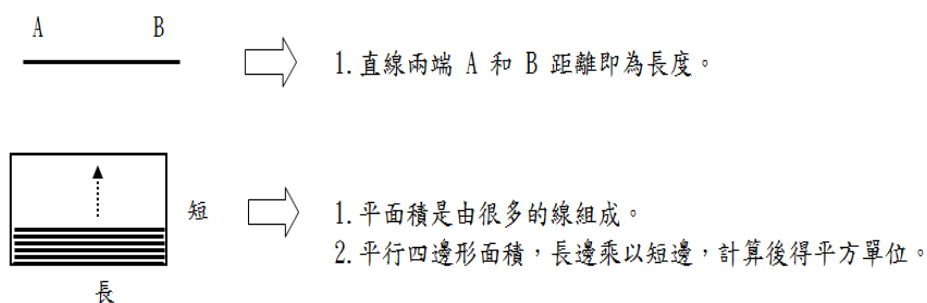 A B
1.直線兩端 A 和 B 距離即為長度。
短
1.平面積是由很多的線組成。
2.平行四邊形面積，長邊乘以短邊，計算後得平方單位。
長